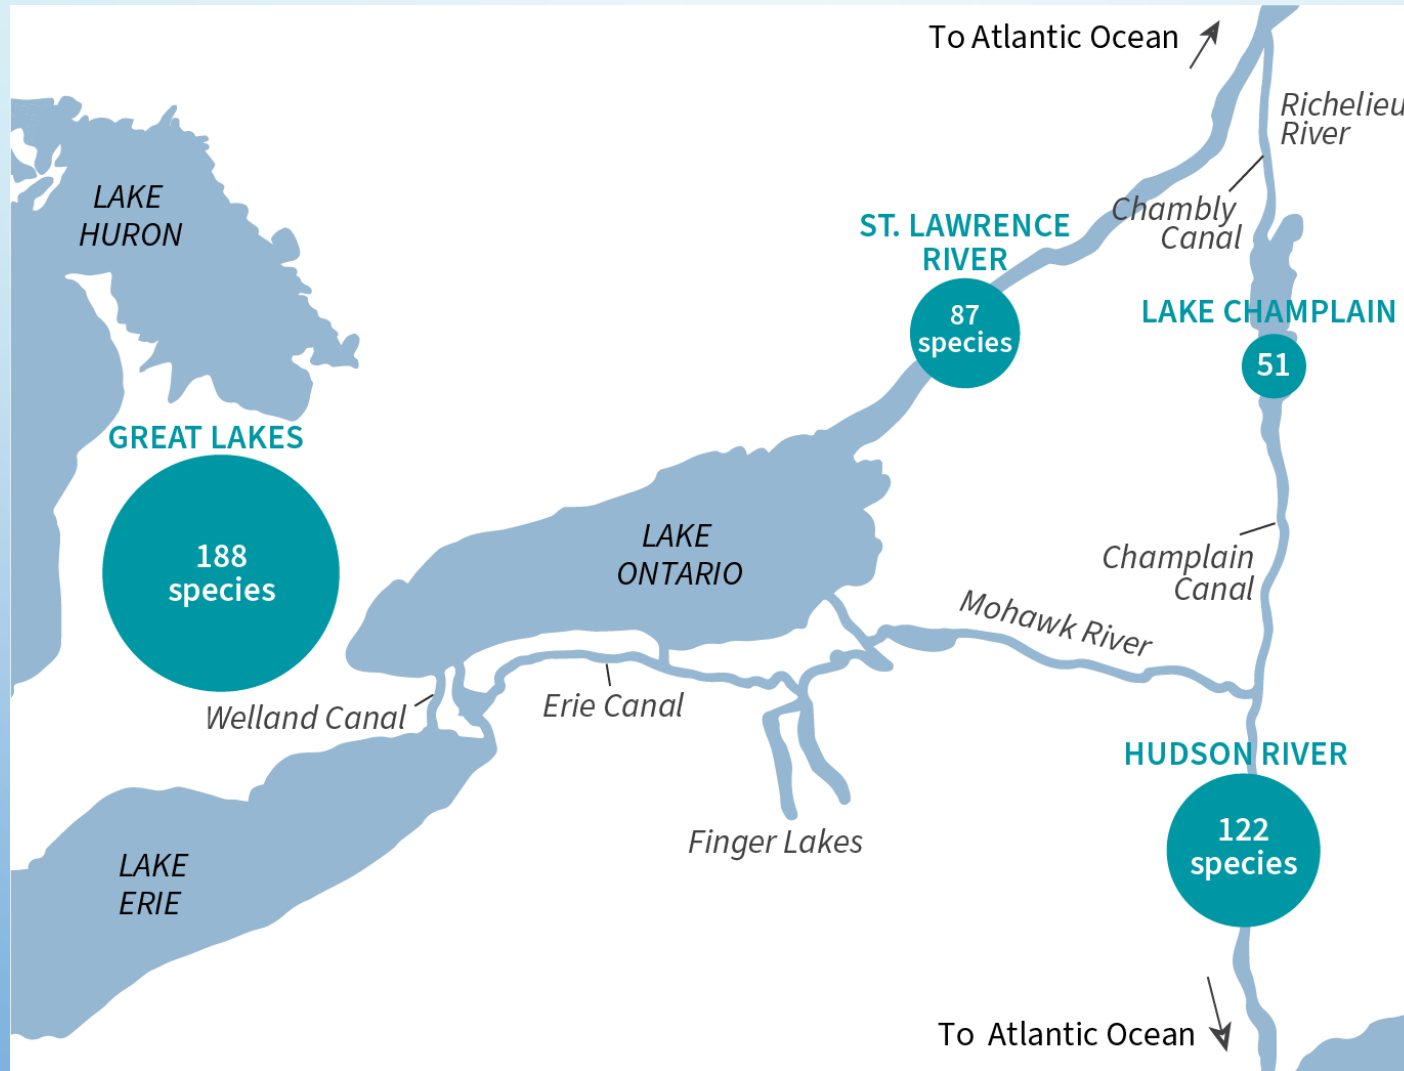 To Atlantic Ocean
Richelieu
River
LAKE
HURON
Chambly
Canal
ST. LAWRENCE
RIVER
87
species
LAKE CHAMPLAIN
51
GREAT LAKES
188
species
LAKE
ONTARIO
Champlain
Canal
Mohawk River
Welland Canal
Erie Canal
HUDSON RIVER
122
species
Finger Lakes
LAKE
ERIE
To Atlantic Ocean